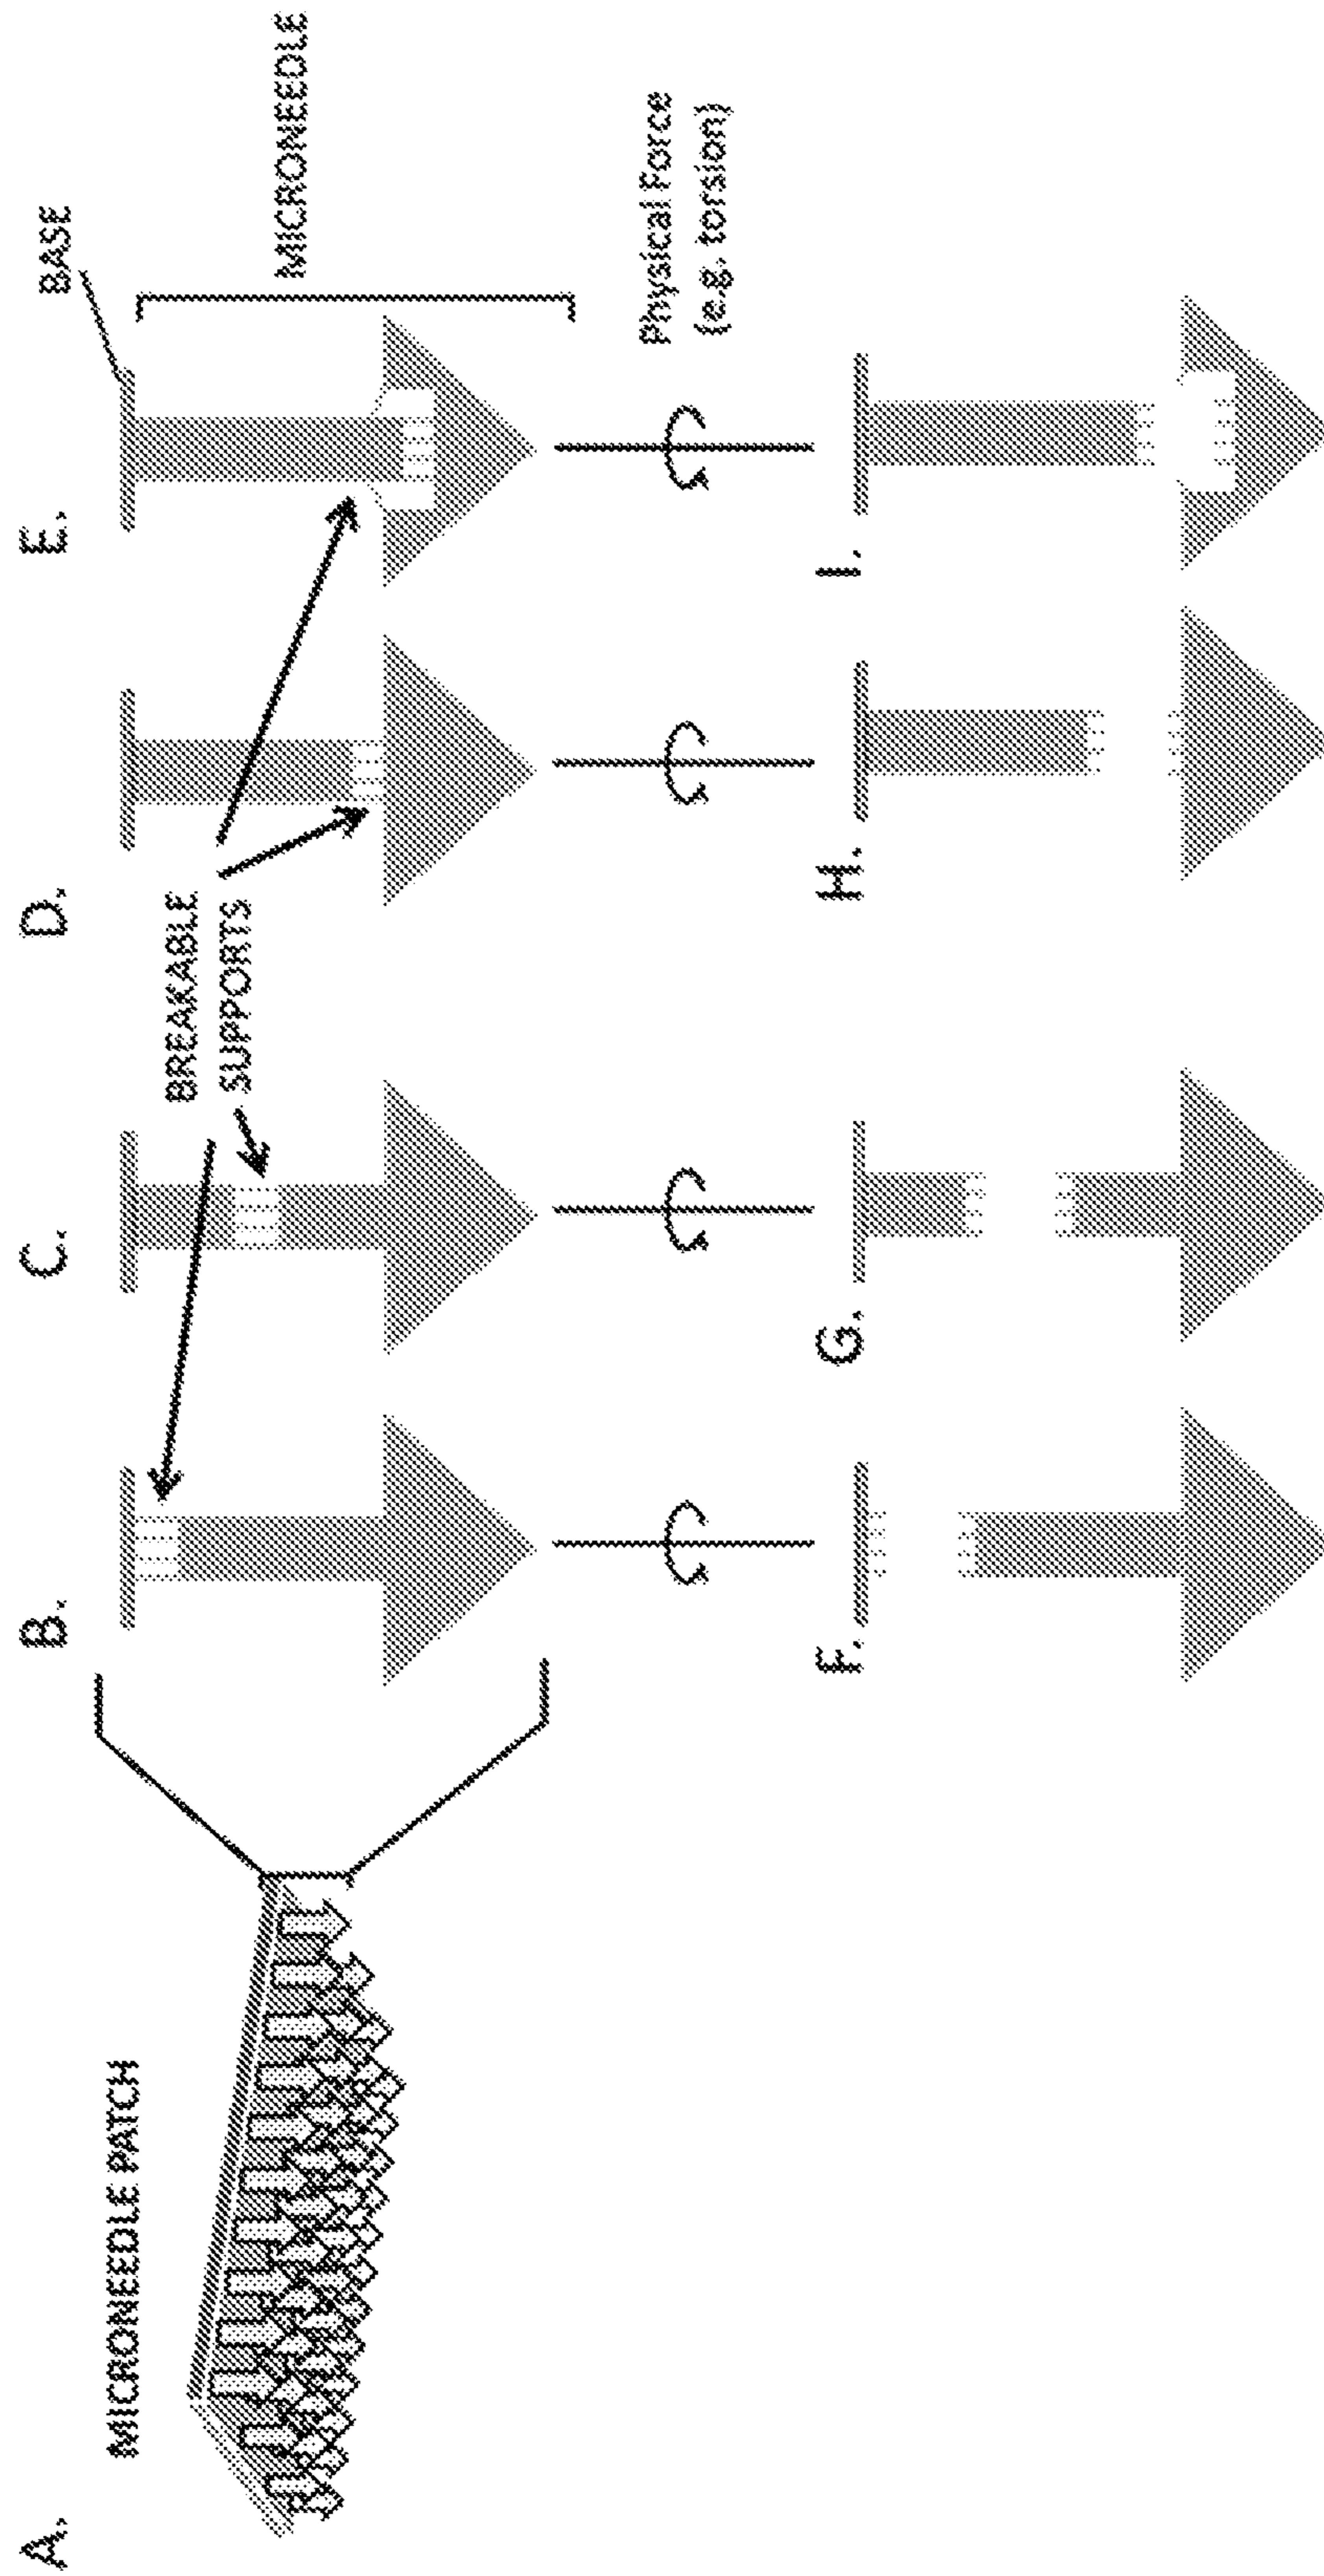 A.
MICRONEEDLE PATCH
B.
C.
D.
E.
BASE
BREAKABLE
SUPPORTS
MICRONEEDLE
Physical Force
(e.g. torsion)
F.
G.
H.
I.